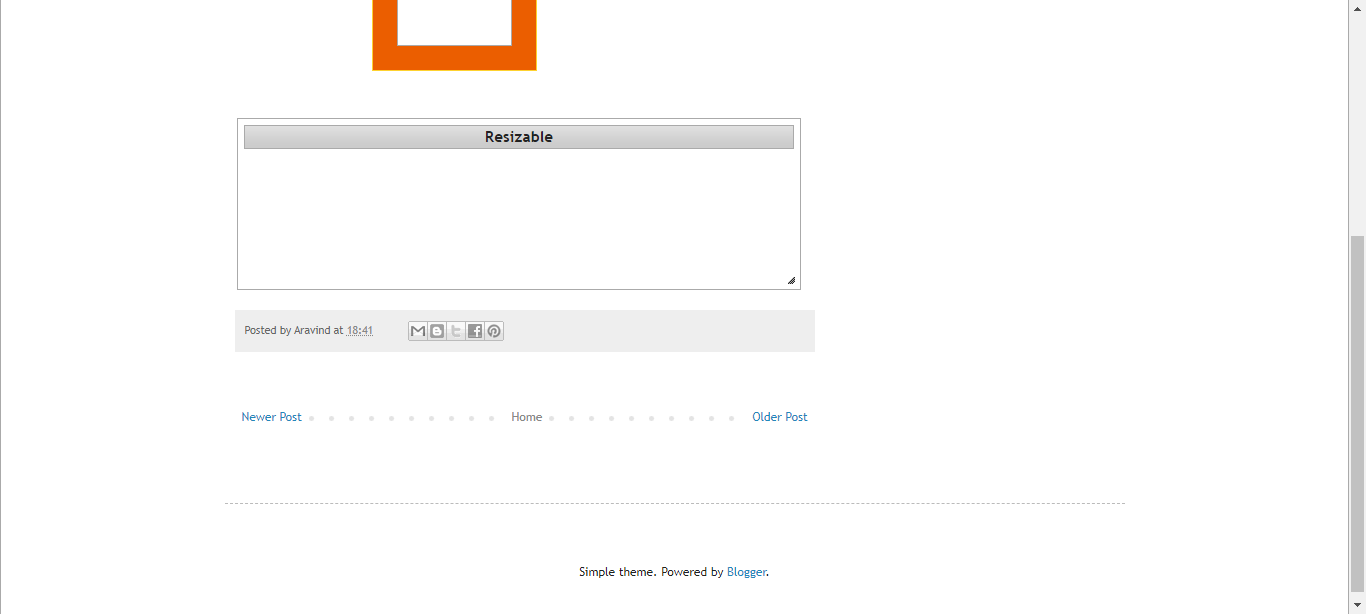 Resizable
Posted by Aravind at 18:41
Newer Post Home Older Post
Simple theme. Powered by Blogger.